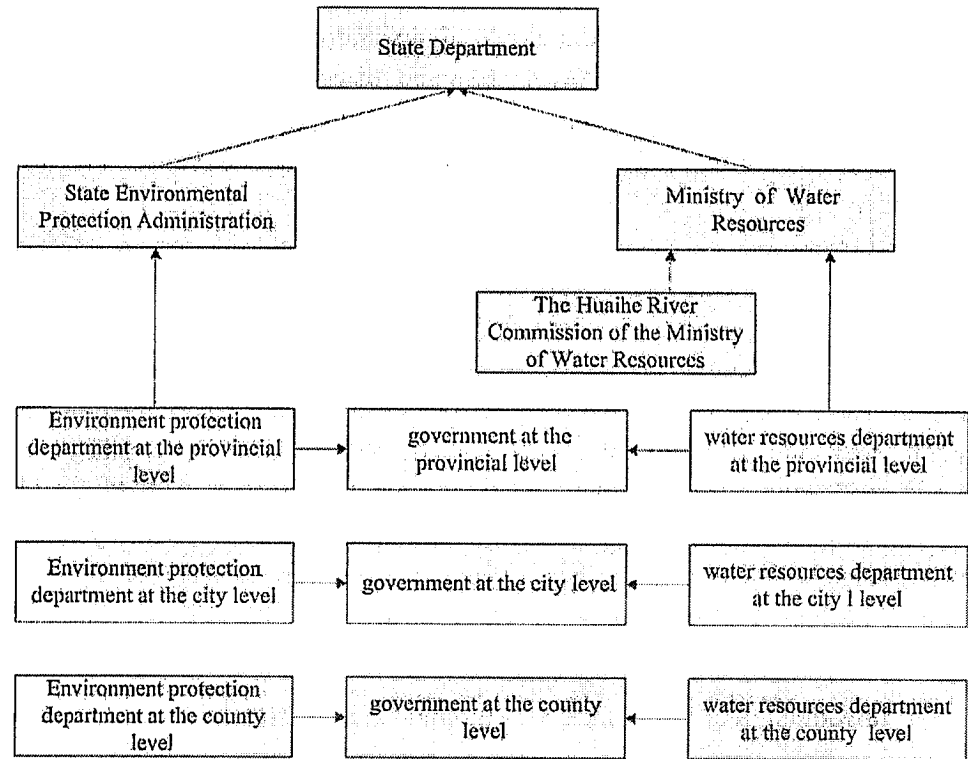 State Department
State Environmental
Protection Administration
Ministry of Water
Resources
The Huaihe River
Commission of the Ministry
of Water Resources
Environment protection
department at the provincial
level
government at the
provincial level
water resources department
at the provincial level
Environment protection
department at the city level
government at the city level
water resources department
at the city l level
Environment protection
department at the county
level
government at the county
level
water resources department
at the county level